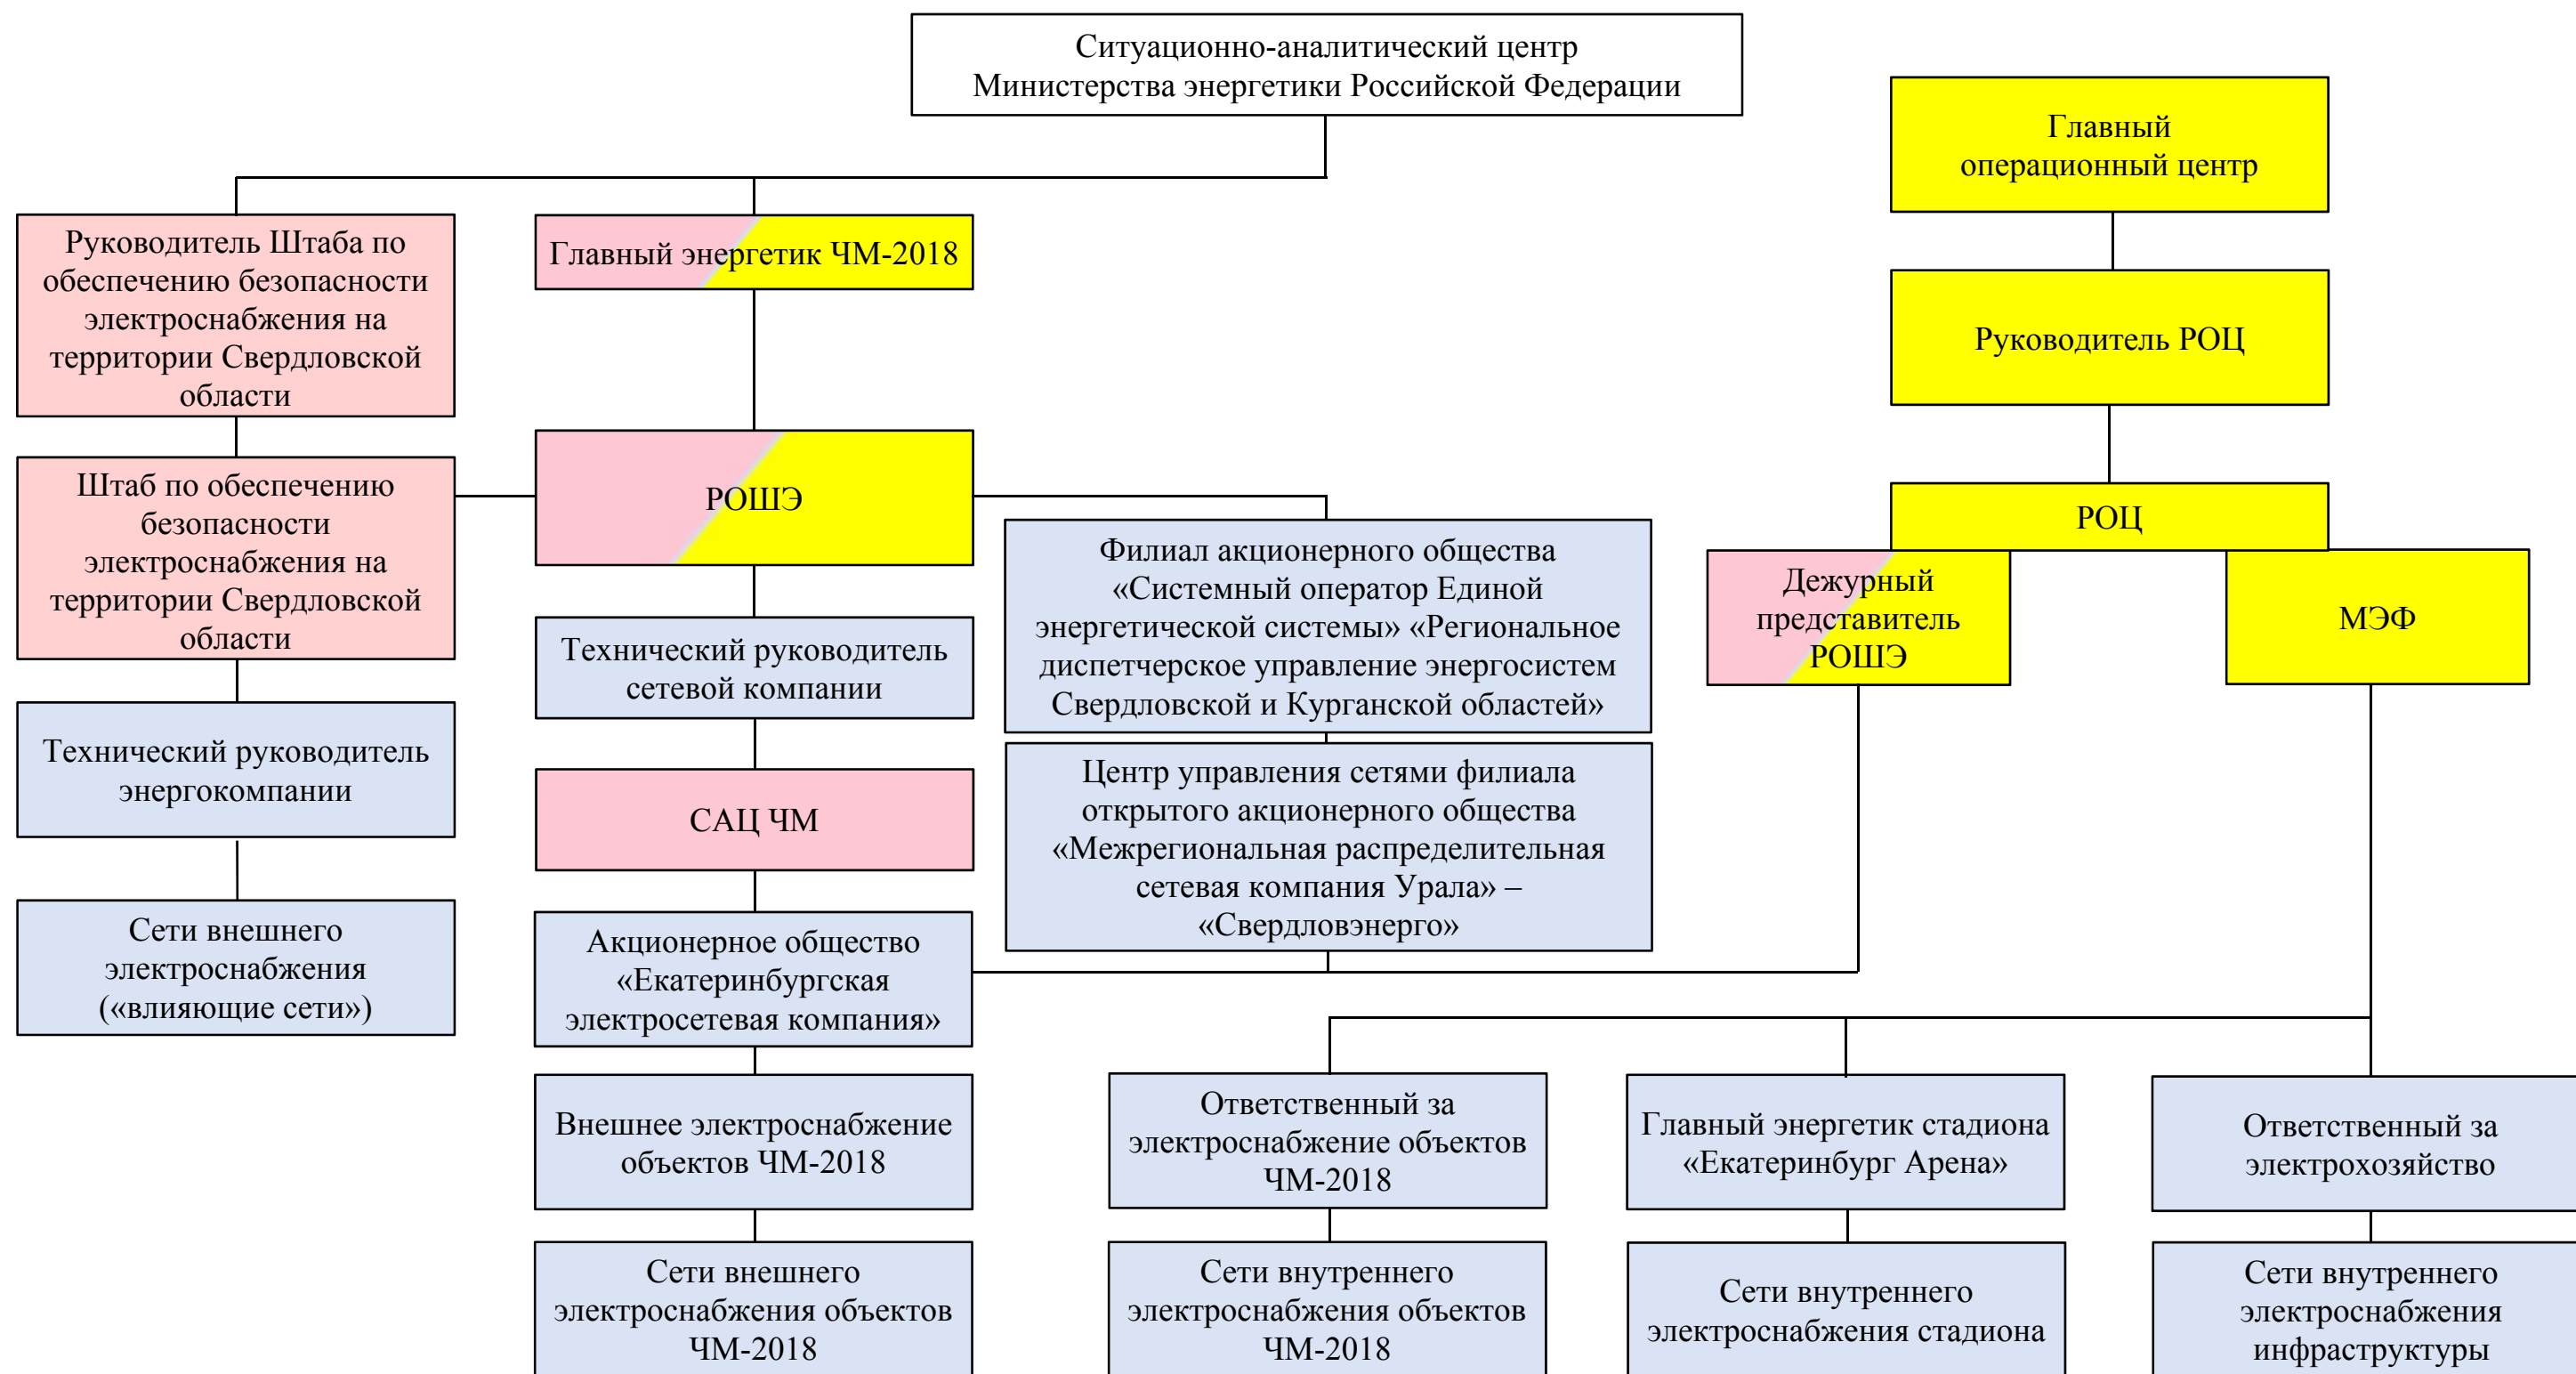 Ситуационно-аналитический центр
Министерства энергетики Российской Федерации
Главный
операционный центр
Руководитель Штаба по
обеспечению безопасности
электроснабжения на
территории Свердловской
области
Главный энергетик ЧМ-2018
Руководитель РОЦ
Штаб по обеспечению
безопасности
электроснабжения на
территории Свердловской
области
РОШЭ
РОЦ
Филиал акционерного общества
«Системный оператор Единой
энергетической системы» «Региональное
диспетчерское управление энергосистем
Свердловской и Курганской областей»
Дежурный
представитель
РОШЭ
МЭФ
Технический руководитель
сетевой компании
Технический руководитель
энергокомпании
САЦ ЧМ
Центр управления сетями филиала
открытого акционерного общества
«Межрегиональная распределительная
сетевая компания Урала» –
«Свердловэнерго»
Сети внешнего
электроснабжения
(«влияющие сети»)
Акционерное общество
«Екатеринбургская
электросетевая компания»
Внешнее электроснабжение
объектов ЧМ-2018
Ответственный за
электроснабжение объектов
ЧМ-2018
Главный энергетик стадиона
«Екатеринбург Арена»
Ответственный за
электрохозяйство
Сети внешнего
электроснабжения объектов
ЧМ-2018
Сети внутреннего
электроснабжения объектов
ЧМ-2018
Сети внутреннего
электроснабжения стадиона
Сети внутреннего
электроснабжения
инфраструктуры